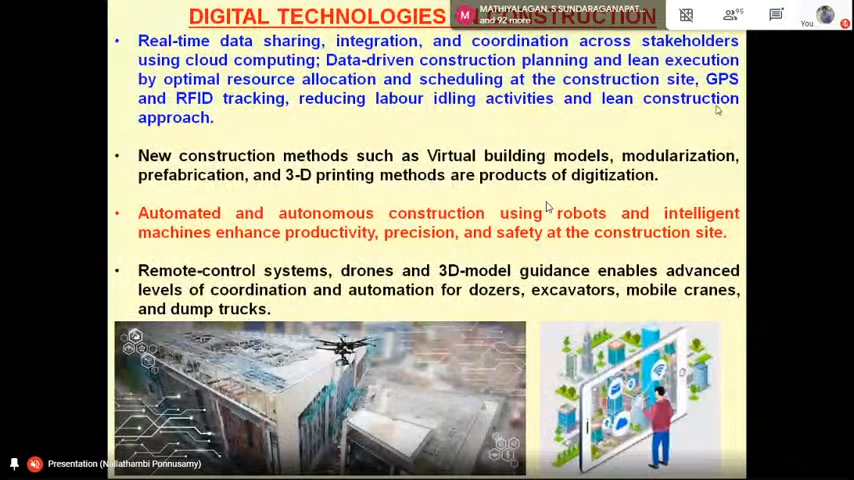 DIGITAL TECHNOLOGIES
MATHIYALAGAN, S SUNDARAGANAPAT...
and 92 more
95
You
• Real-time data sharing, integration, and coordination across stakeholders
using cloud computing; Data-driven construction planning and lean execution
by optimal resource allocation and scheduling at the construction site, GPS
and RFID tracking, reducing labour idling activities and lean construction
approach.
• New construction methods such as Virtual building models, modularization,
prefabrication, and 3-D printing methods are products of digitization.
• Automated and autonomous construction using robots and intelligent
machines enhance productivity, precision, and safety at the construction site.
• Remote-control systems, drones and 3D-model guidance enables advanced
levels of coordination and automation for dozers, excavators, mobile cranes,
and dump trucks.
Presentation (Nallathambi Ponnusamy)